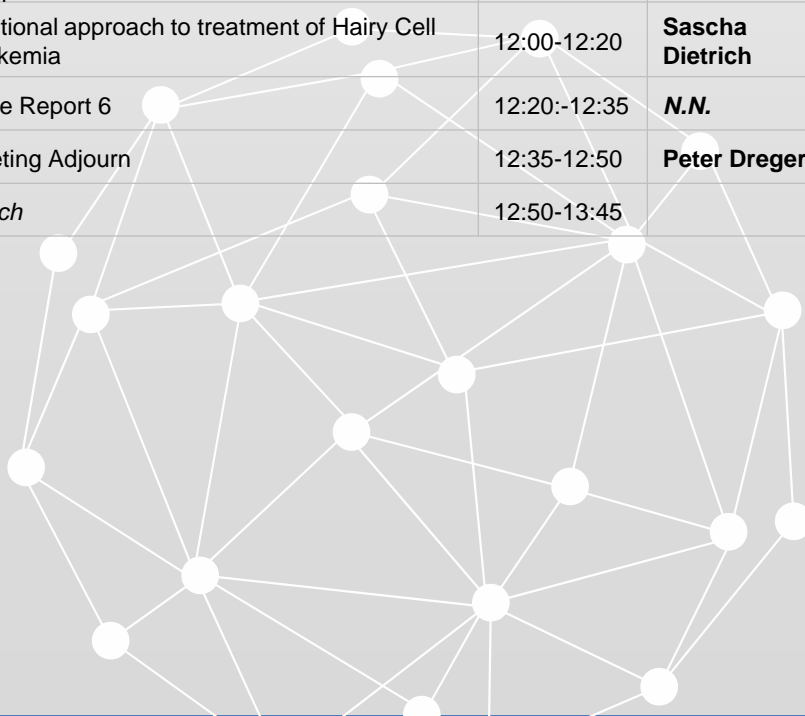 tional approach to treatment of Hairy Cell
kemia
12:00-12:20
Sascha
Dietrich
e Report 6
12:20:-12:35
N.N.
ting Adjourn
12:35-12:50
Peter Dreger
ch
12:50-13:45